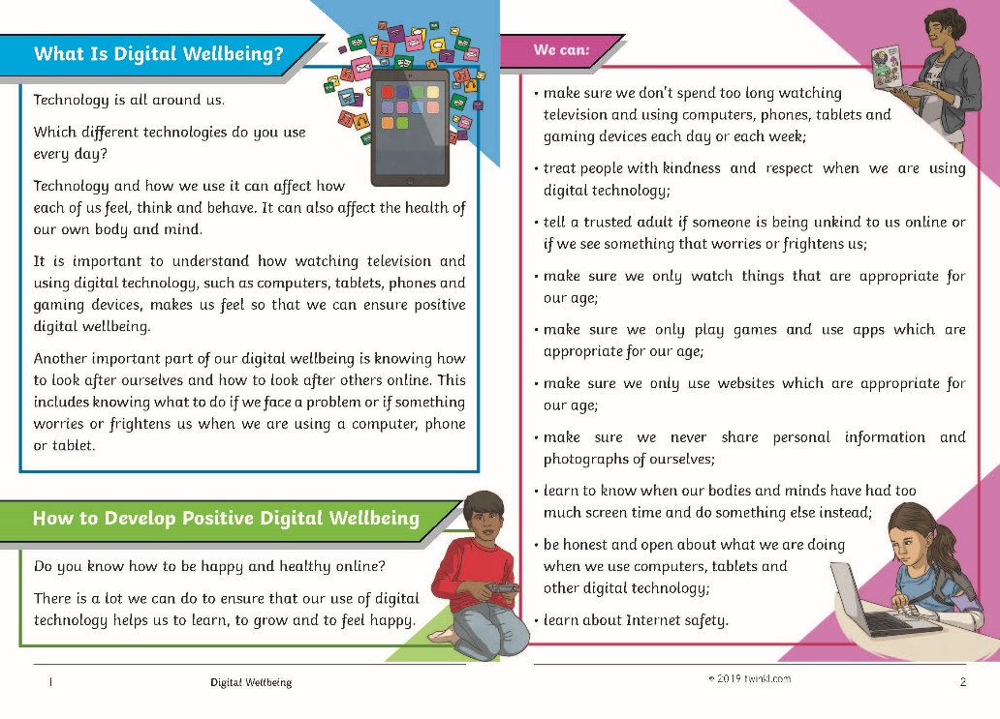 What Is Digital Wellbeing?
Technology is all around us.
Which different technologies do you use
every day?
Technology and how we use it can affect how
each of us feel, think and behave. It can also affect the health of
our own body and mind.
It is important to understand how watching television and
using digital technology, such as computers, tablets, phones and
gaming devices, makes us feel so that we can ensure positive
digital wellbeing.
Another important part of our digital wellbeing is knowing how
to look after ourselves and how to look after others online. This
includes knowing what to do if we face a problem or if something
worries or frightens us when we are using a computer, phone
or tablet.
How to Develop Positive Digital Wellbeing
Do you know how to be happy and healthy online?
There is a lot we can do to ensure that our use of digital
technology helps us to learn, to grow and to feel happy.
1
Digital Wellbeing
We can:
• make sure we don't spend too long watching
television and using computers, phones, tablets and
gaming devices each day or each week;
• treat people with kindness and respect when we are using
digital technology;
• tell a trusted adult if someone is being unkind to us online or
if we see something that worries or frightens us;
• make sure we only watch things that are appropriate for
our age;
• make sure we only play games and use apps which are
appropriate for our age;
• make sure we only use websites which are appropriate for
our age;
• make sure we never share personal information and
photographs of ourselves;
• learn to know when our bodies and minds have had too
much screen time and do something else instead;
• be honest and open about what we are doing
when we use computers, tablets and
other digital technology;
• learn about Internet safety.
© 2019 twinkl.com
2